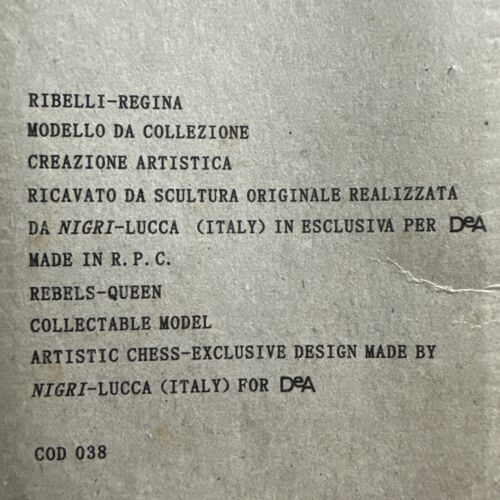 RIBELLI-REGINA
MODELLO DA COLLEZIONE
CREAZIONE ARTISTICA
RICAVATO DA SCULTURA ORIGINALE REALIZZATA
DA NIGRI-LUCCA (ITALY) IN ESCLUSIVA PER DeA
MADE IN R.P.C.
REBELS-QUEEN
COLLECTABLE MODEL
ARTISTIC CHESS-EXCLUSIVE DESIGN MADE BY
NIGRI-LUCCA (ITALY) FOR DeA
COD 038